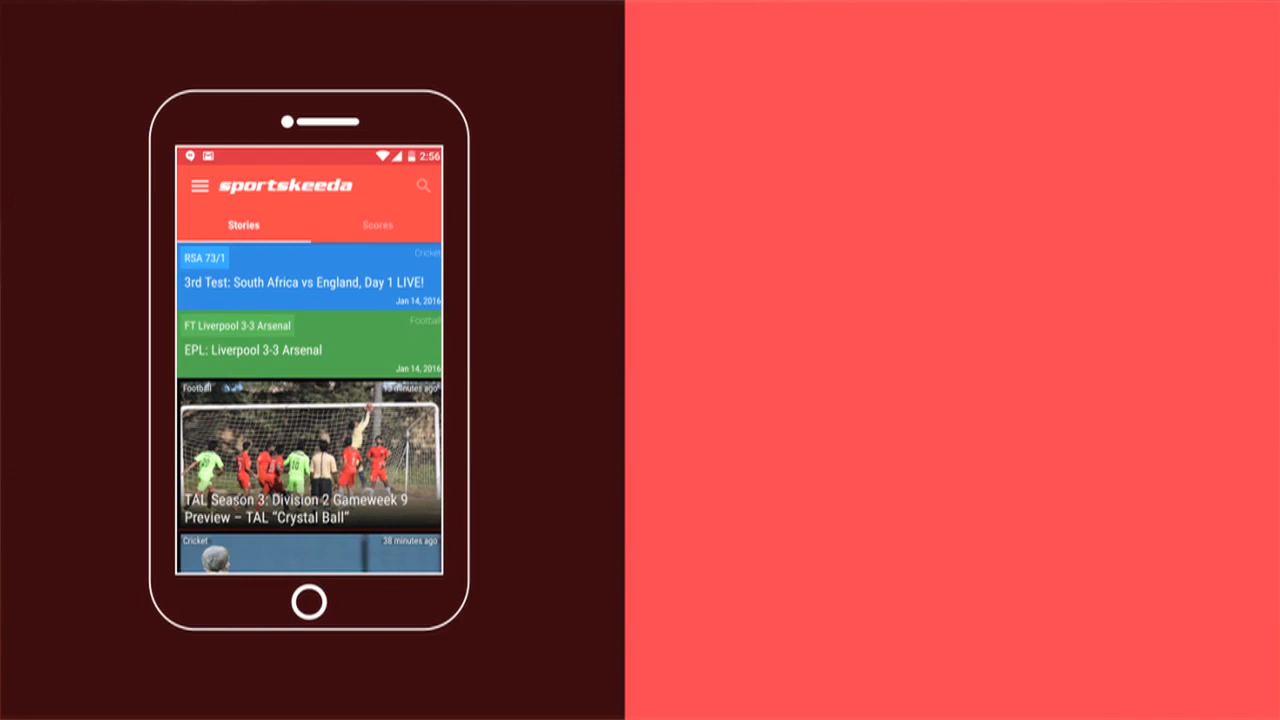 2:56
sportskeeda
Stories
Scores
RSA 73/1
Cricket
3rd Test: South Africa vs England, Day 1 LIVE!
Jan 14, 2016
FT Liverpool 3-3 Arsenal
Football
EPL: Liverpool 3-3 Arsenal
Jan 14, 2016
Football
13 minutes ago
TAL Season 3: Division 2 Gameweek 9
Preview – TAL “Crystal Ball”
Cricket
38 minutes ago